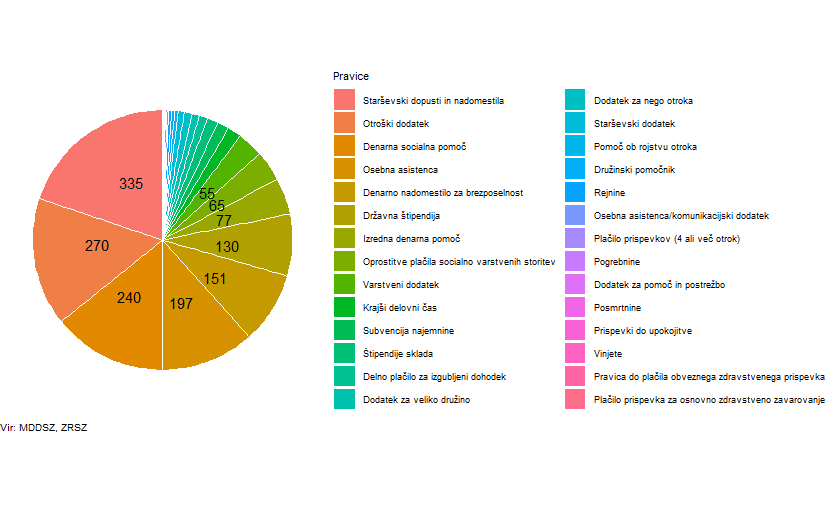 Pravice
Starševski dopusti in nadomestila
Otroški dodatek
Denarna socialna pomoč
Osebna asistenca
Denarno nadomestilo za brezposelnost
Državna štipendija
Izredna denarna pomoč
Oprostitve plačila socialno varstvenih storitev
Varstveni dodatek
Krajši delovni čas
Subvencija najemnine
Štipendije sklada
Delno plačilo za izgubljeni dohodek
Dodatek za veliko družino
Dodatek za nego otroka
Starševski dodatek
Pomoč ob rojstvu otroka
Družinski pomočnik
Rejnine
Osebna asistenca/komunikacijski dodatek
Plačilo prispevkov (4 ali več otrok)
Pogrebnine
Dodatek za pomoč in postrežbo
Posmrtnine
Prispevki do upokojitve
Vinjete
Pravica do plačila obveznega zdravstvenega prispevka
Plačilo prispevka za osnovno zdravstveno zavarovanje
335
270
240
197
151
130
77
65
55
Vir: MDDSZ, ZRSZ